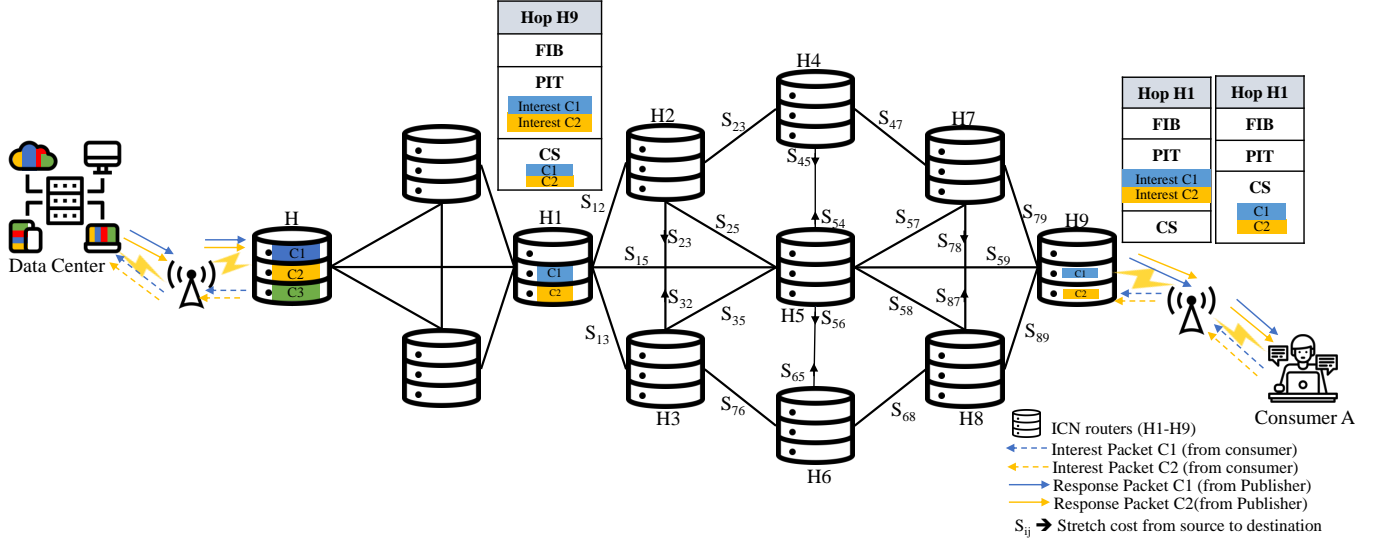 Hop H9
FIB
PIT
Interest C1
Interest C2
CS
C1
C2
Hop H1
FIB
PIT
Interest C1
Interest C2
CS
Hop H1
FIB
PIT
CS
C1
C2
Data Center
H
C1
C2
C3
H1
C1
C2
H2
H3
H4
H5
H6
H7
H8
H9
C1
C2
S12
S15
S13
S23
S23
S32
S25
S35
S76
S45
S54
S56
S65
S47
S57
S58
S68
S78
S87
S79
S59
S89
Consumer A
ICN routers (H1-H9)
Interest Packet C1 (from consumer)
Interest Packet C2 (from consumer)
Response Packet C1 (from Publisher)
Response Packet C2(from Publisher)
Sij ➔ Stretch cost from source to destination